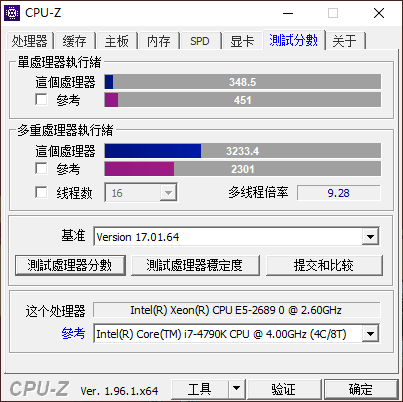 CPU-Z
处理器 缓存 主板 内存 SPD 显卡 測試分數 关于
單處理器執行緒
這個處理器 348.5
參考 451
多重處理器執行緒
這個處理器 3233.4
參考 2301
线程数 16 多线程倍率 9.28
基准 Version 17.01.64
測試處理器分數 測試處理器穩定度 提交和比较
这个处理器 Intel(R) Xeon(R) CPU E5-2689 0 @ 2.60GHz
參考 Intel(R) Core(TM) i7-4790K CPU @ 4.00GHz (4C/8T)
CPU-Z Ver. 1.96.1.x64 工具 验证 确定